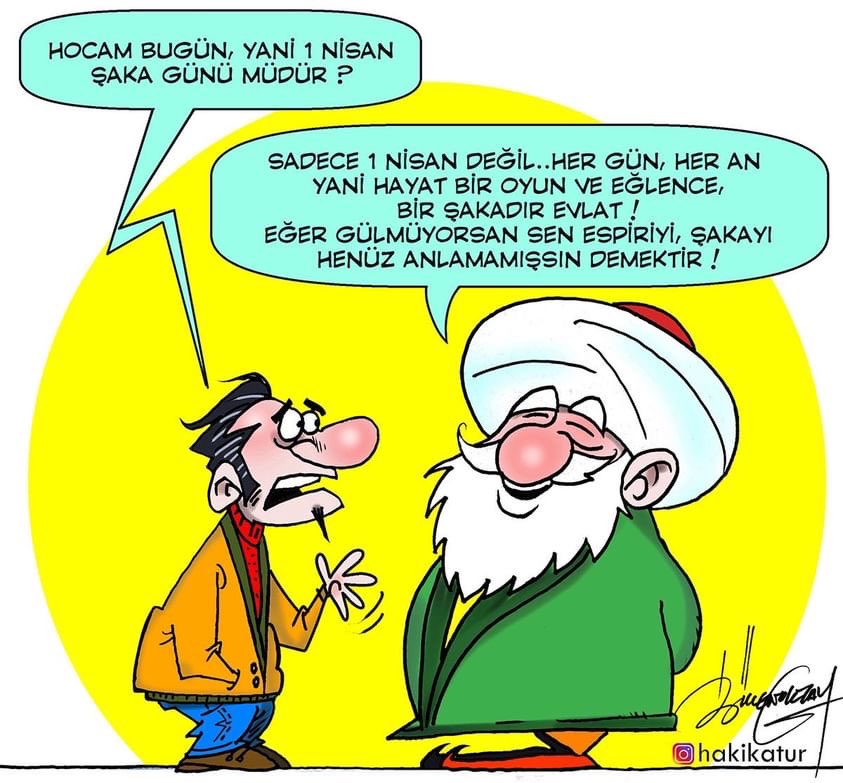 HOCAM BUGÜN, YANİ 1 NİSAN
ŞAKA GÜNÜ MÜDÜR ?
SADECE 1 NİSAN DEĞİL..HER GÜN, HER AN
YANİ HAYAT BİR OYUN VE EĞLENCE,
BİR ŞAKADIR EVLAT !
EĞER GÜLMÜYORSAN SEN ESPİRİYİ, ŞAKAYI
HENÜZ ANLAMAMIŞSIN DEMEKTİR !
hakikatur